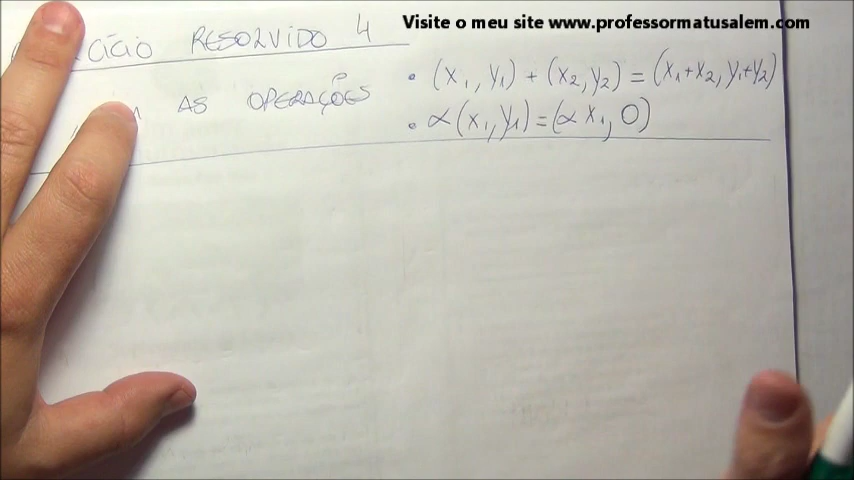 Visite o meu site www.professormatusalem.com
CÍCIO RESOLVIDO 4
AS OPERAÇÕES
• (X₁, Y₁) + (X₂, Y₂) = (X₁+X₂, Y₁+Y₂)
• α(X₁, Y₁) = (αX₁, 0)